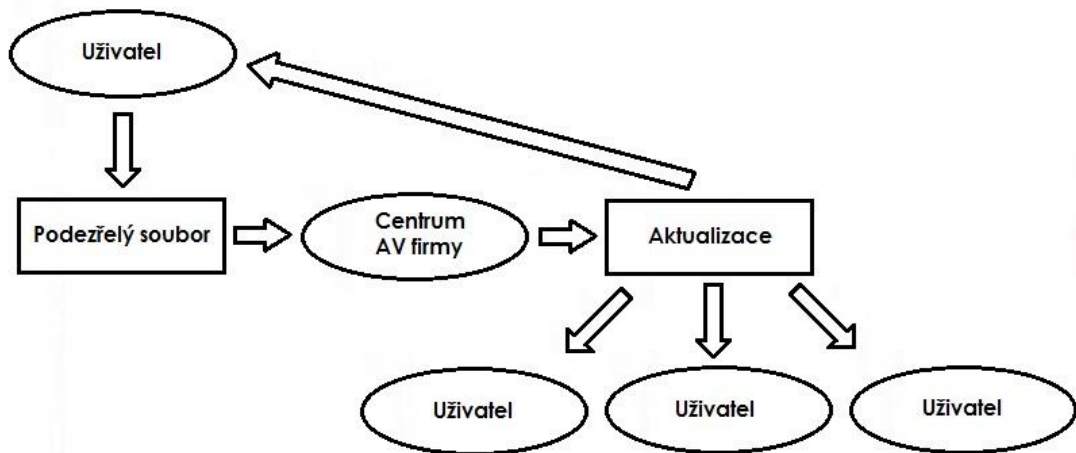 Uživatel
Podezřelý soubor
Centrum
AV firmy
Aktualizace
Uživatel
Uživatel
Uživatel